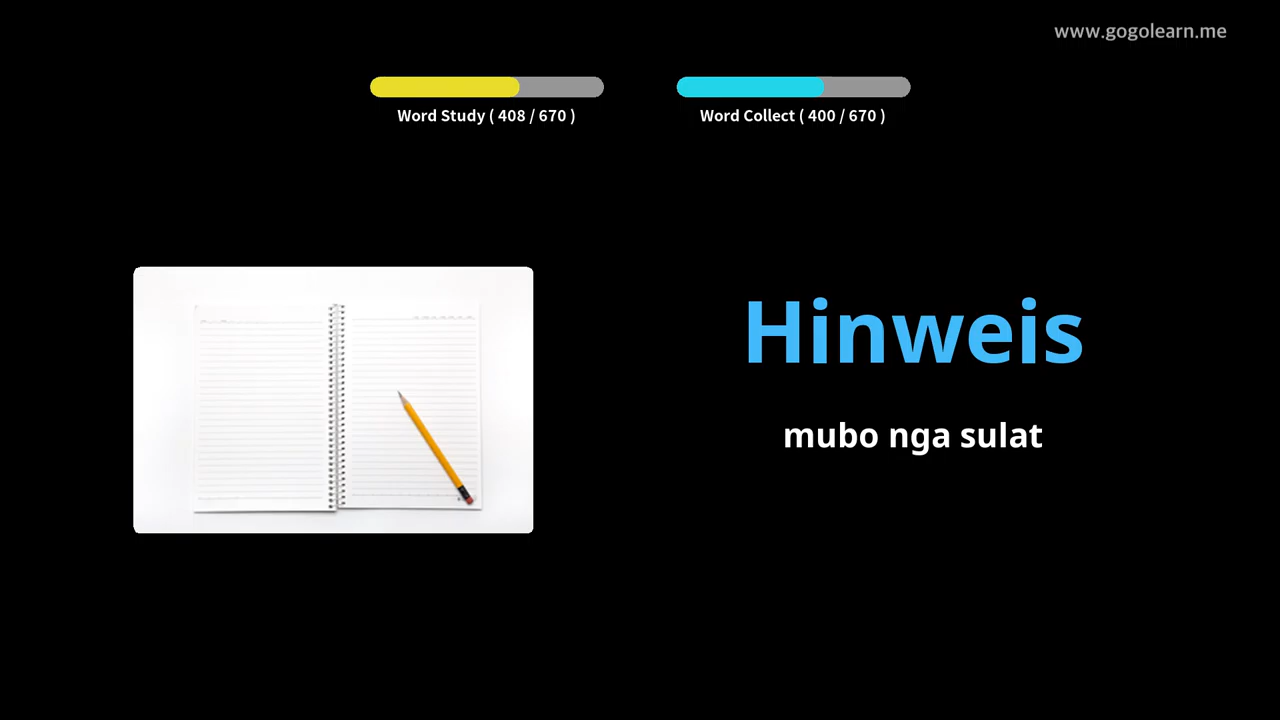 www.gogolearn.me
Word Study ( 408 / 670 )
Word Collect ( 400 / 670 )
Hinweis
mubo nga sulat